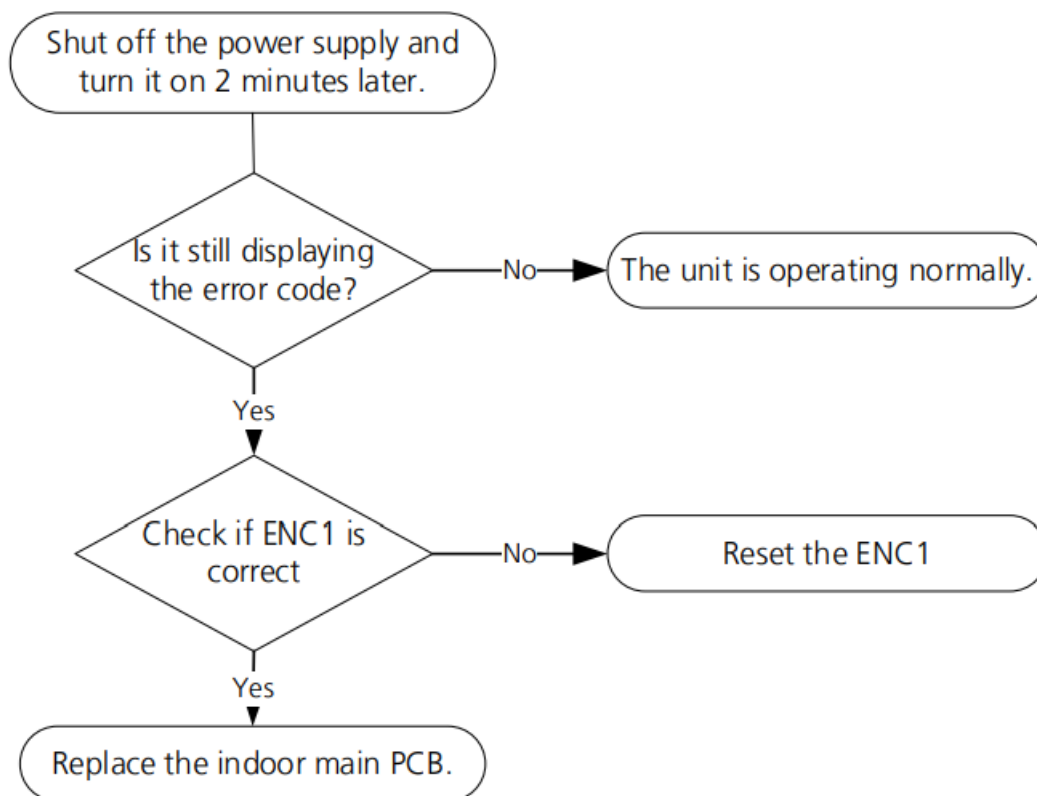 Shut off the power supply and
turn it on 2 minutes later.
Is it still displaying
the error code?
No
The unit is operating normally.
Yes
Check if ENC1 is
correct
No
Reset the ENC1
Yes
Replace the indoor main PCB.